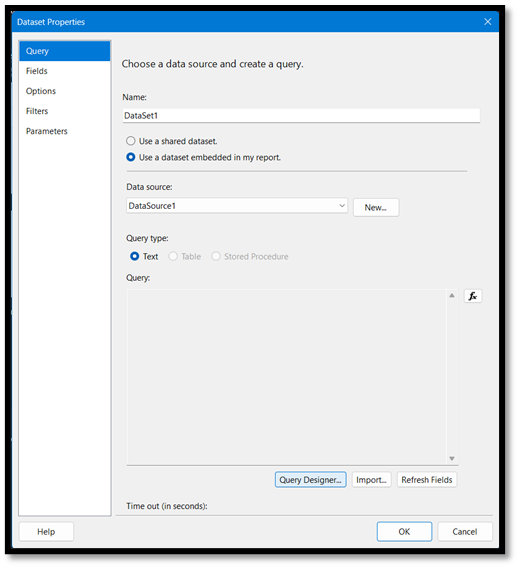 Dataset Properties
Query
Fields
Options
Filters
Parameters
Choose a data source and create a query.
Name:
DataSet1
Use a shared dataset.
Use a dataset embedded in my report.
Data source:
DataSource1
New...
Query type:
Text Table Stored Procedure
Query:
fx
Query Designer... Import... Refresh Fields
Time out (in seconds):
Help OK Cancel